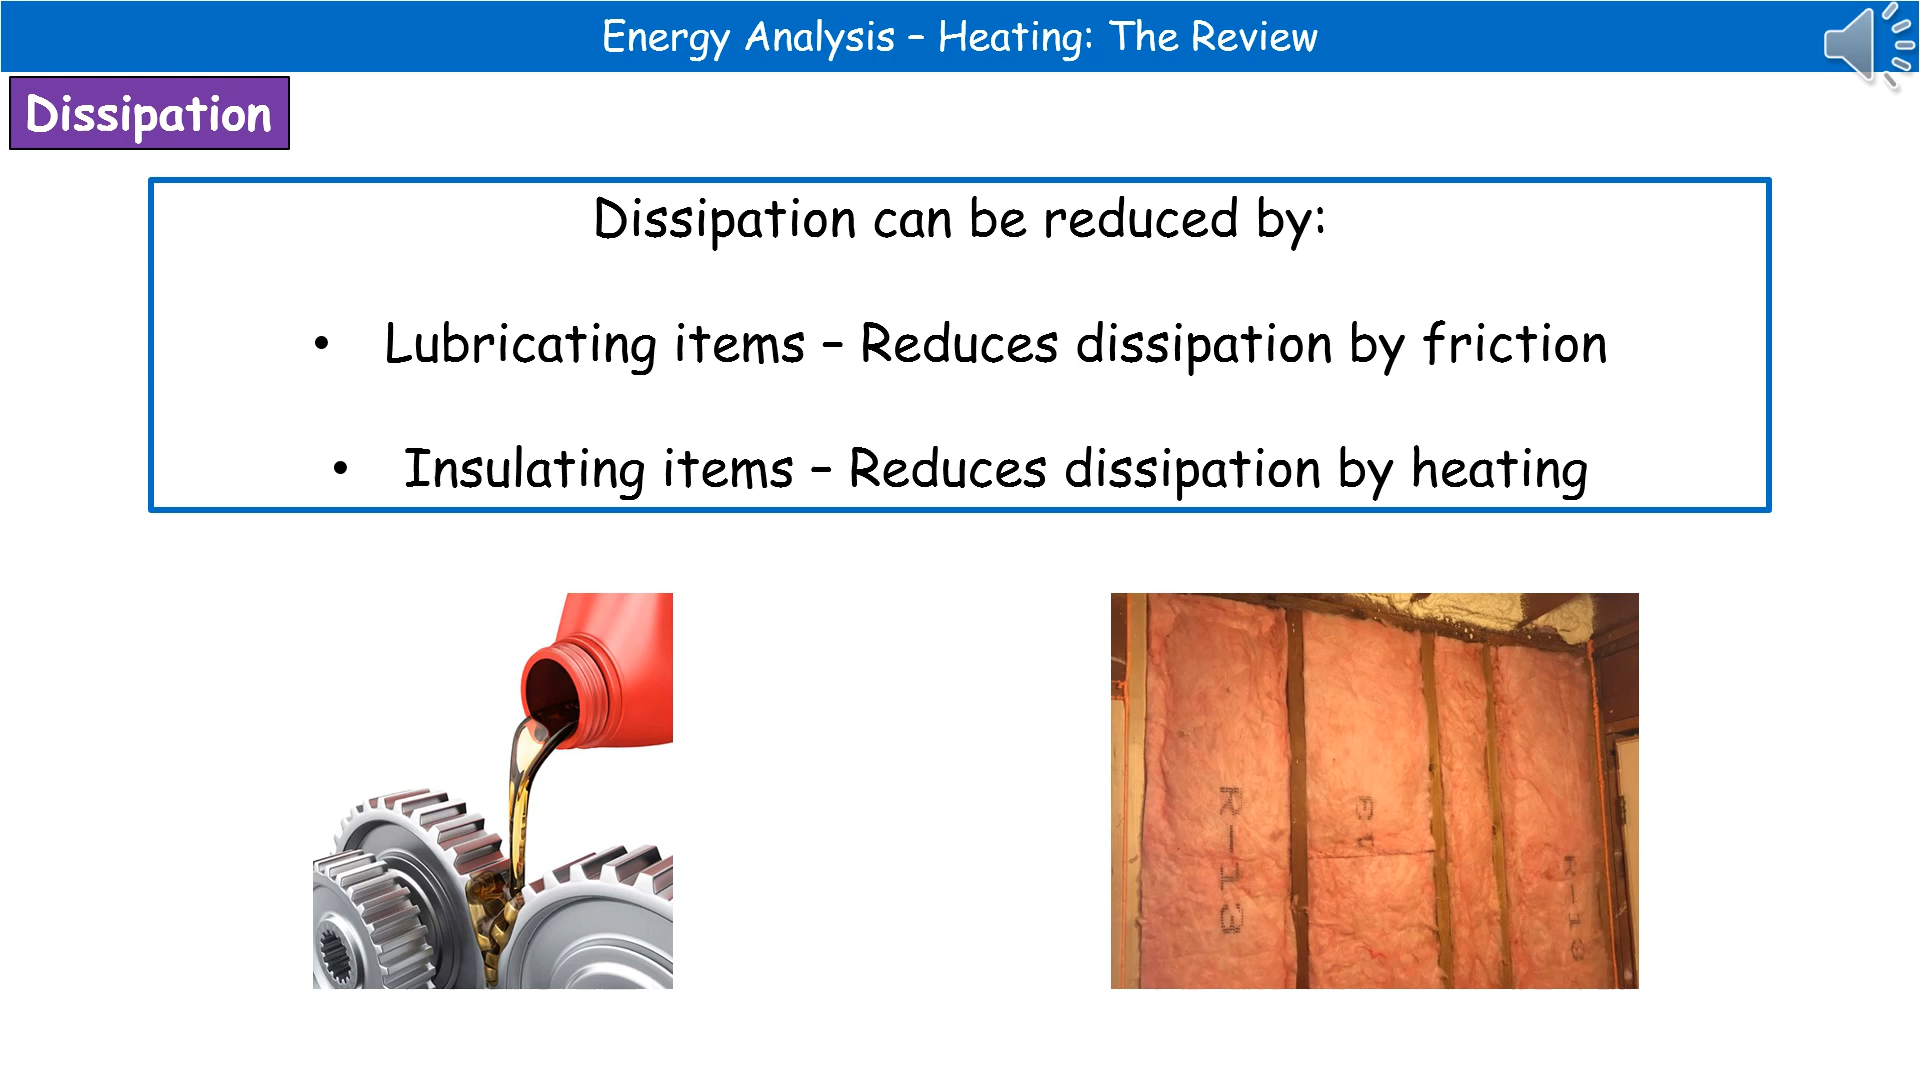 Energy Analysis – Heating: The Review
Dissipation
Dissipation can be reduced by:
• Lubricating items – Reduces dissipation by friction
• Insulating items – Reduces dissipation by heating
R-13
R-13